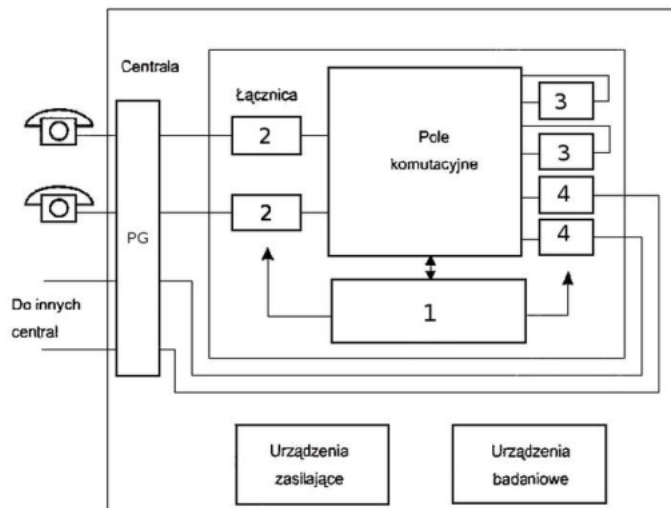 Centrala
Łącznica
2
Pole
komutacyjne
3
3
4
4
2
PG
1
Do innych
central
Urządzenia
zasilające
Urządzenia
badaniowe